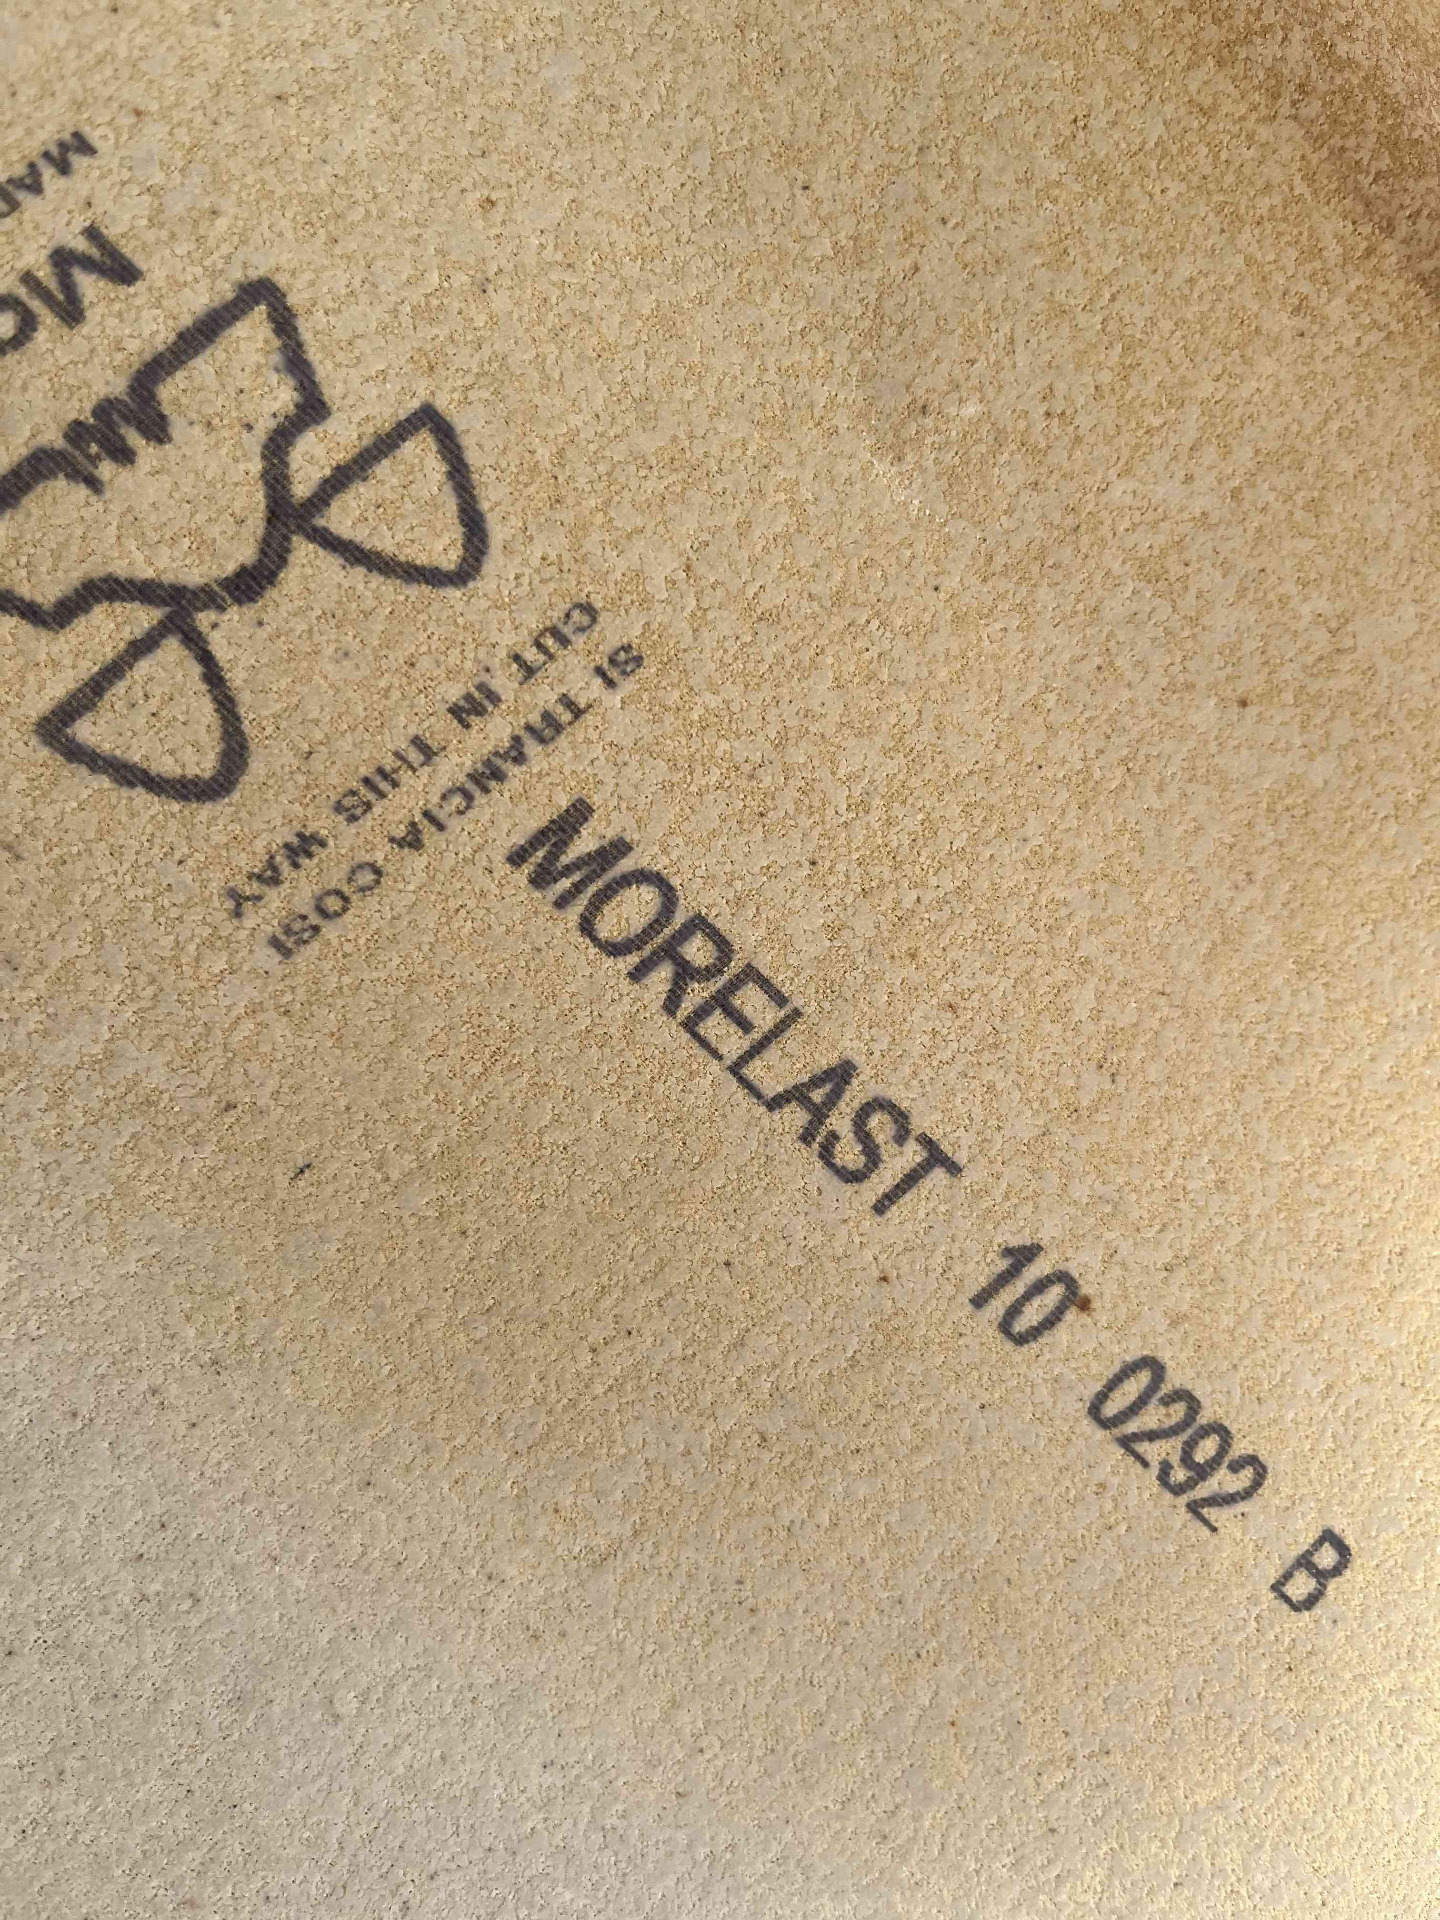 SI TRANCIA COSI
CUT IN THIS WAY
MORELAST 10 0292 B